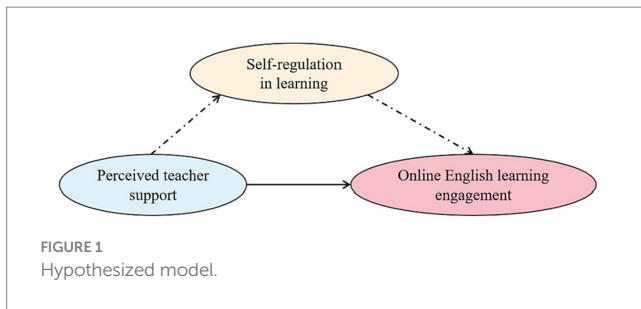 Self-regulation
in learning
Perceived teacher
support
Online English learning
engagement
FIGURE 1
Hypothesized model.